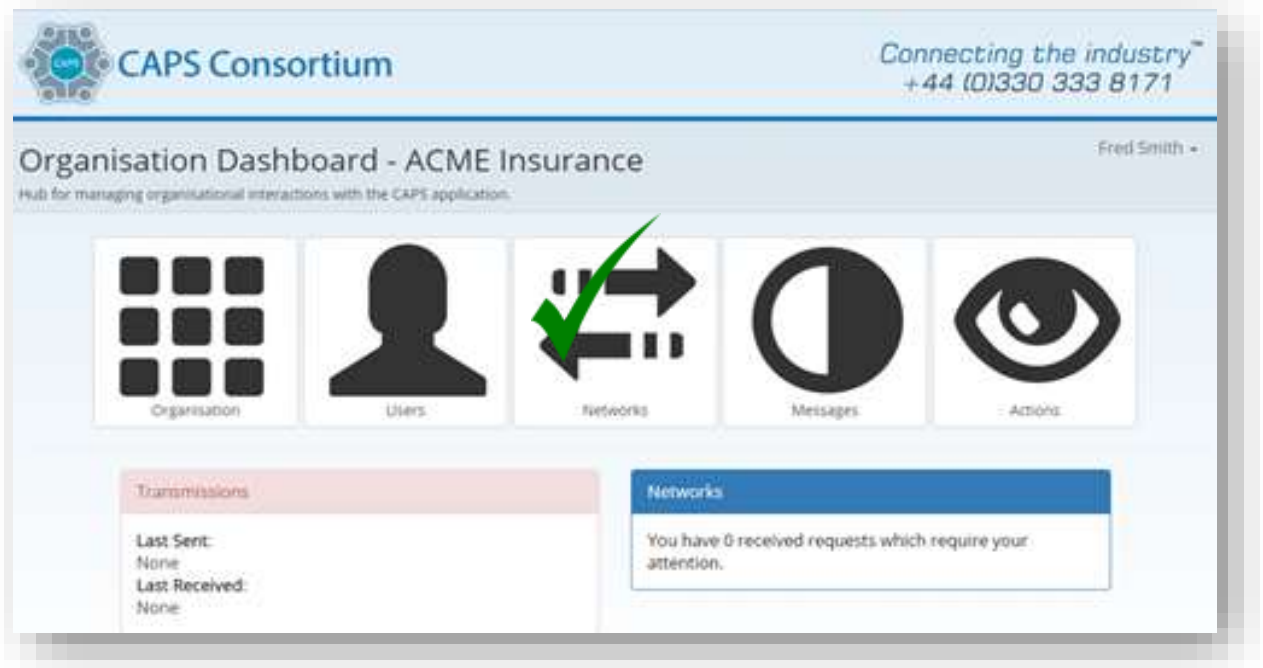 CAPS Consortium
Connecting the industry™
+44 (0)330 333 8171
Organisation Dashboard - ACME Insurance
Fred Smith
Hub for managing organisational interactions with the CAPS application.
Organisation
Users
Networks
Messages
Actions
Transmissions
Networks
Last Sent:
None
Last Received:
None
You have 0 received requests which require your
attention.